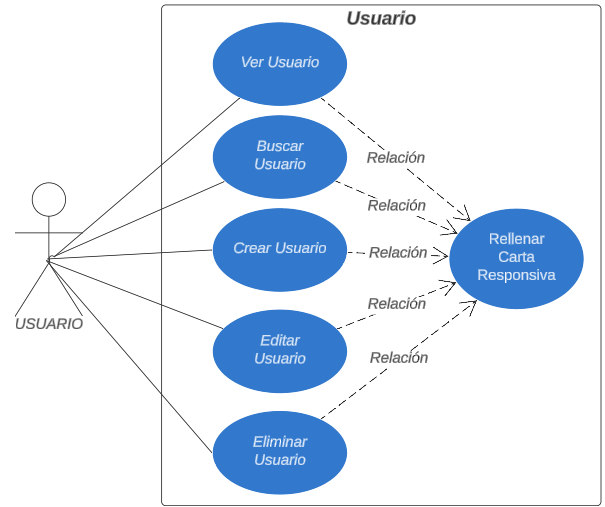 Usuario
Ver Usuario
Buscar
Usuario
Crear Usuario
Editar
Usuario
Eliminar
Usuario
Relación
Relación
Relación
Relación
Relación
Rellenar
Carta
Responsiva
USUARIO